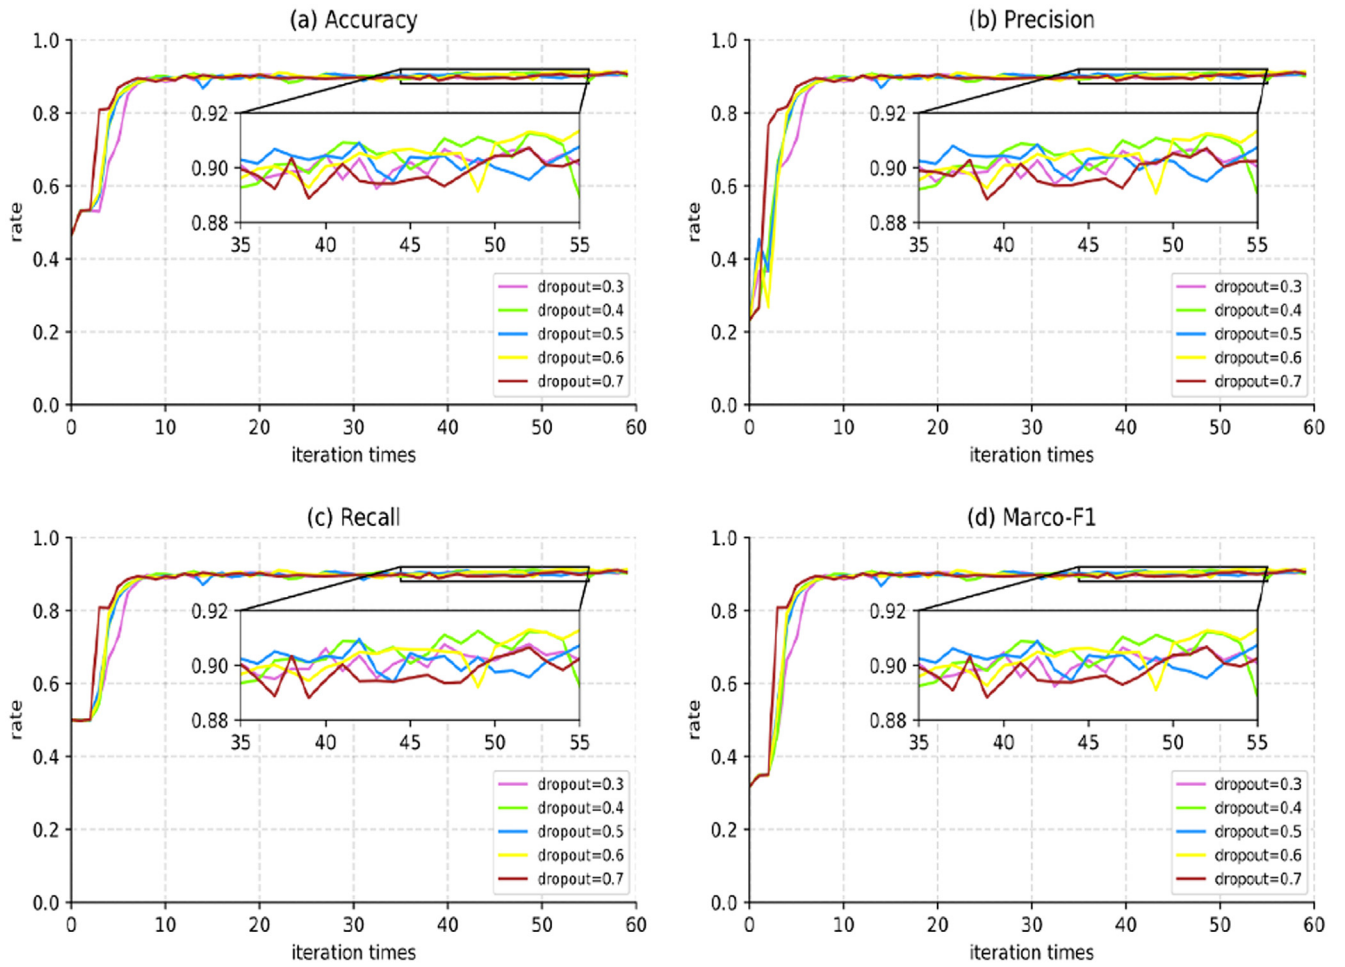 (a) Accuracy
1.0
0.8
0.6
0.4
0.2
0.0
rate
0.92
0.90
0.88
35 40 45 50 55
dropout=0.3
dropout=0.4
dropout=0.5
dropout=0.6
dropout=0.7
0 10 20 30 40 50 60
iteration times
(b) Precision
1.0
0.8
0.6
0.4
0.2
0.0
rate
0.92
0.90
0.88
35 40 45 50 55
dropout=0.3
dropout=0.4
dropout=0.5
dropout=0.6
dropout=0.7
0 10 20 30 40 50 60
iteration times
(c) Recall
1.0
0.8
0.6
0.4
0.2
0.0
rate
0.92
0.90
0.88
35 40 45 50 55
dropout=0.3
dropout=0.4
dropout=0.5
dropout=0.6
dropout=0.7
0 10 20 30 40 50 60
iteration times
(d) Marco-F1
1.0
0.8
0.6
0.4
0.2
0.0
rate
0.92
0.90
0.88
35 40 45 50 55
dropout=0.3
dropout=0.4
dropout=0.5
dropout=0.6
dropout=0.7
0 10 20 30 40 50 60
iteration times